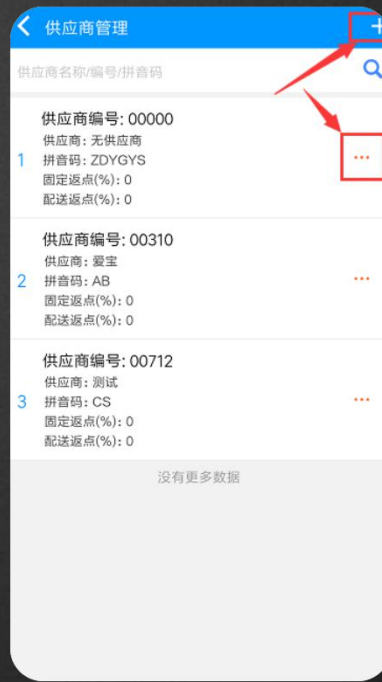 供应商管理
供应商名称/编号/拼音码
供应商编号: 00000
供应商: 无供应商
1
拼音码: ZDYGYS
固定返点(%): 0
配送返点(%): 0
供应商编号: 00310
供应商: 爱宝
2
拼音码: AB
固定返点(%): 0
配送返点(%): 0
供应商编号: 00712
供应商: 测试
3
拼音码: CS
固定返点(%): 0
配送返点(%): 0
没有更多数据